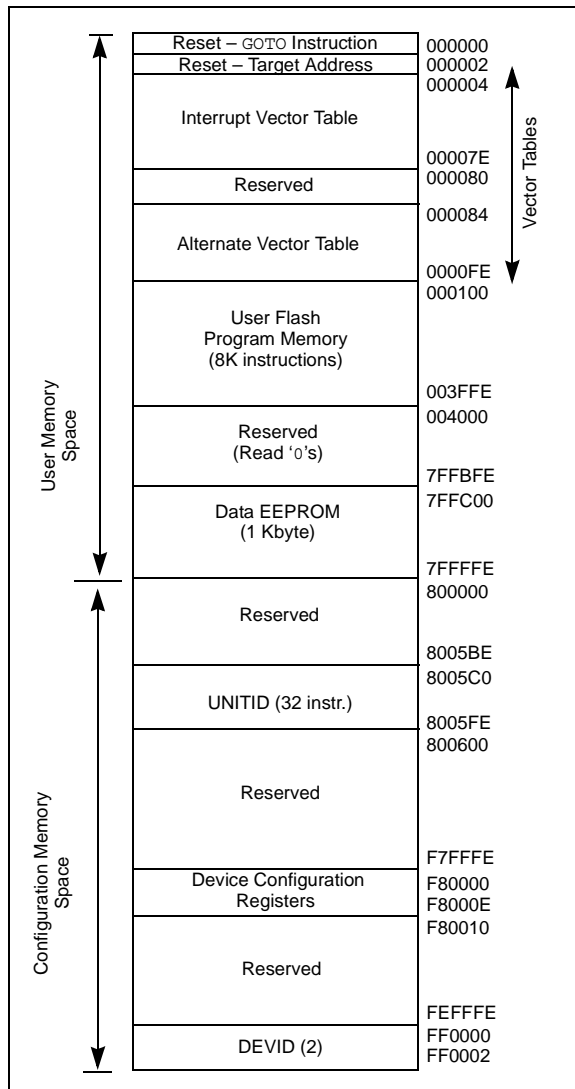 Reset – GOTO Instruction
000000
Reset – Target Address
000002
000004
Interrupt Vector Table
00007E
000080
Reserved
000084
Alternate Vector Table
0000FE
000100
User Flash
Program Memory
(8K instructions)
003FFE
004000
Reserved
(Read ‘0’s)
7FFBFE
7FFC00
Data EEPROM
(1 Kbyte)
7FFFFE
800000
Reserved
8005BE
8005C0
UNITID (32 instr.)
8005FE
800600
Reserved
F7FFFE
Device Configuration
Registers
F80000
F8000E
F80010
Reserved
FEFFFE
FF0000
DEVID (2)
FF0002
Vector Tables
User Memory
Space
Configuration Memory
Space